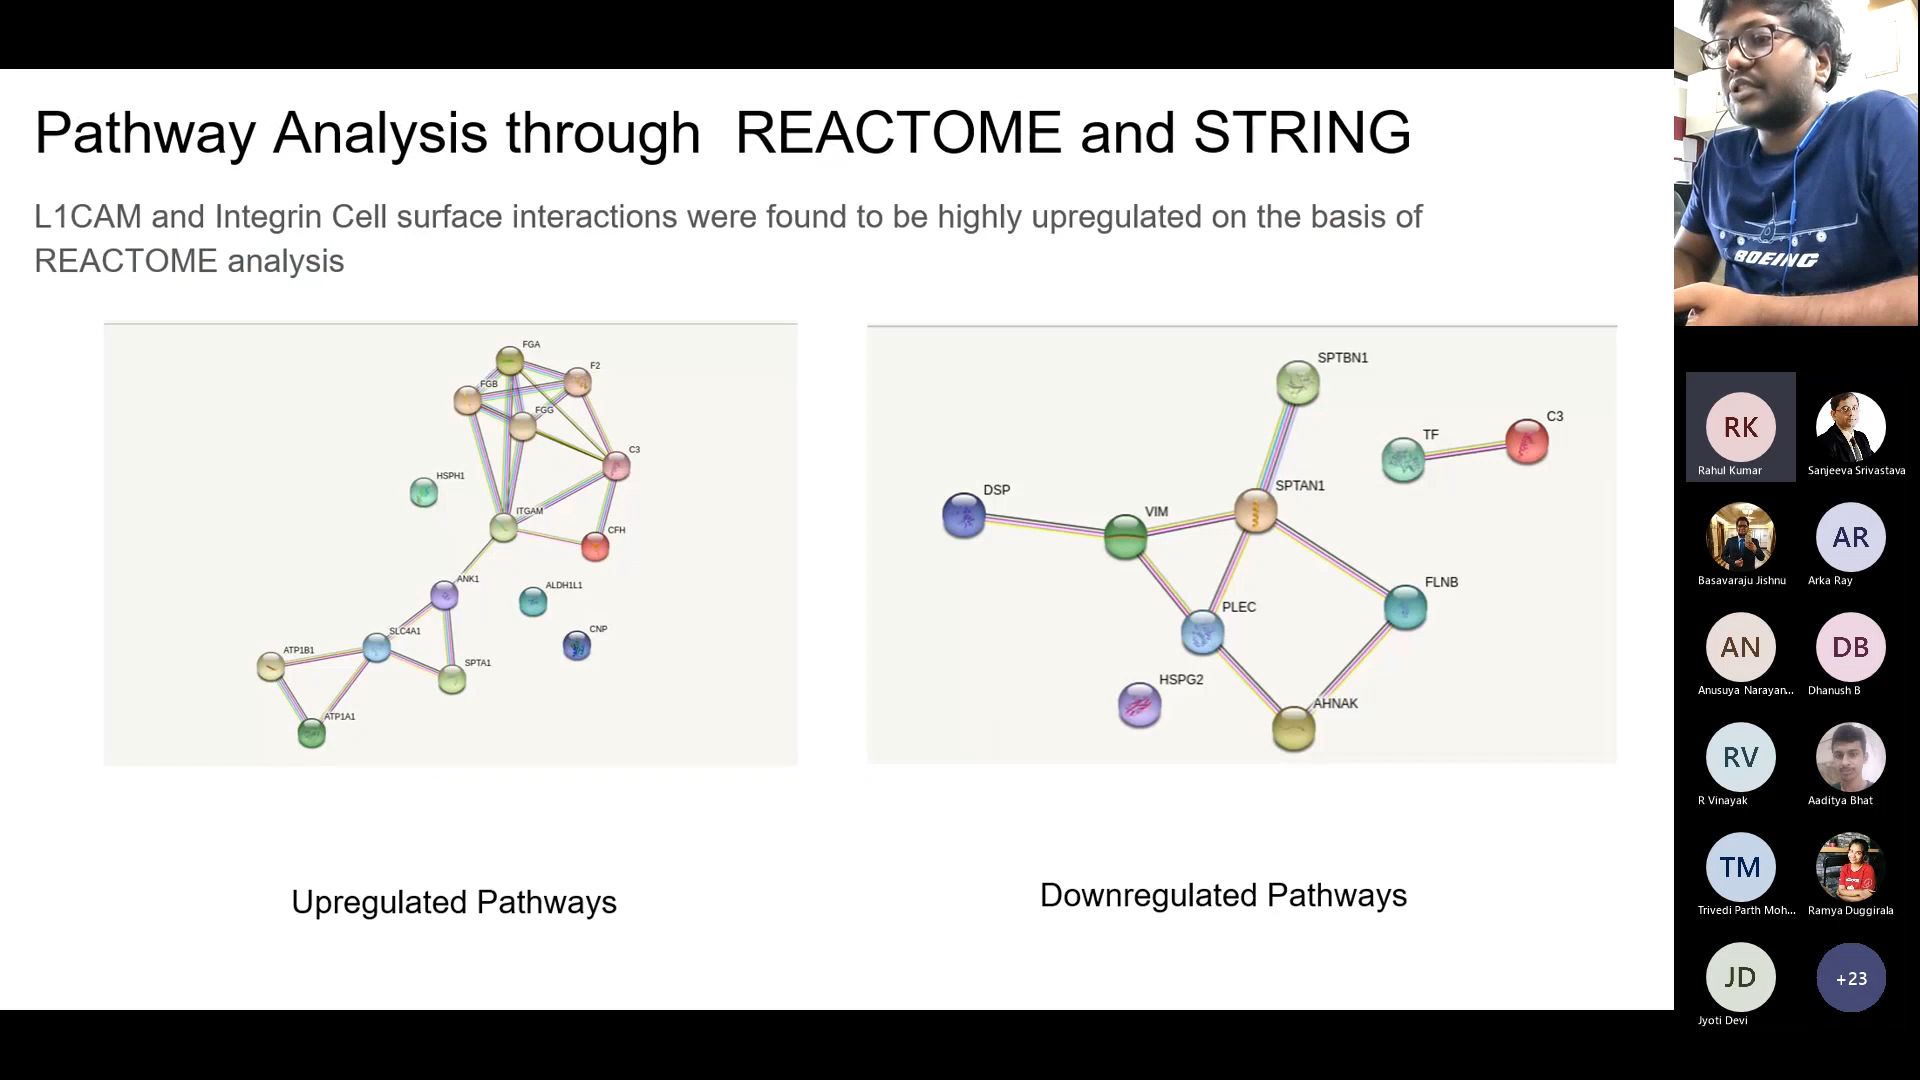 Pathway Analysis through REACTOME and STRING
L1CAM and Integrin Cell surface interactions were found to be highly upregulated on the basis of
REACTOME analysis
FGA
F2
FGB
FGG
C3
HSPH1
ITGAM
CFH
ANK1
ALDH1L1
SLC4A1
CNP
ATP1B1
SPTA1
ATP1A1
Upregulated Pathways
SPTBN1
C3
TF
DSP
SPTAN1
VIM
FLNB
PLEC
HSPG2
AHNAK
Downregulated Pathways
BOEING
RK
Rahul Kumar
Sanjeeva Srivastava
Basavaraju Jishnu
AR
Arka Ray
AN
Anusuya Narayan...
DB
Dhanush B
RV
R Vinayak
Aaditya Bhat
TM
Trivedi Parth Moh...
Ramya Duggirala
JD
Jyoti Devi
+23